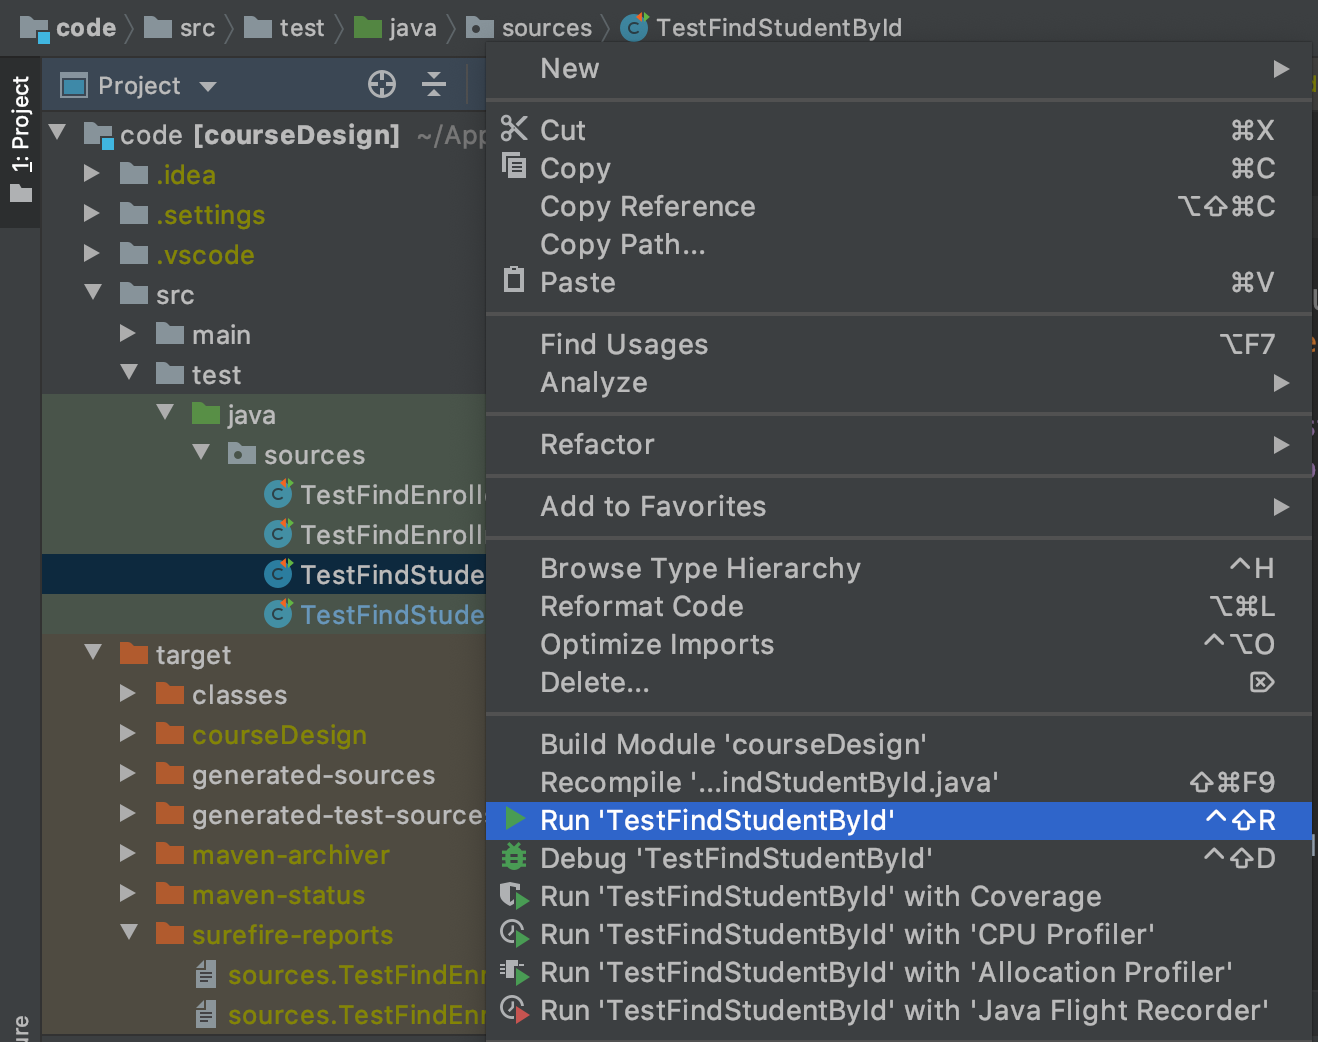 code src test java sources TestFindStudentById
1: Project
Project
code [courseDesign] ~/App
.idea
.settings
.vscode
src
main
test
java
sources
TestFindEnroll
TestFindEnroll
TestFindStude
TestFindStude
target
classes
courseDesign
generated-sources
generated-test-sources
maven-archiver
maven-status
surefire-reports
sources.TestFindEnr
sources.TestFindEnr
New
Cut ⌘X
Copy ⌘C
Copy Reference ⌥⇧⌘C
Copy Path...
Paste ⌘V
Find Usages ⌥F7
Analyze
Refactor
Add to Favorites
Browse Type Hierarchy ^H
Reformat Code ⌥⌘L
Optimize Imports ^⌥O
Delete... ⌦
Build Module 'courseDesign'
Recompile '...indStudentById.java' ⇧⌘F9
Run 'TestFindStudentById' ^⇧R
Debug 'TestFindStudentById' ^⇧D
Run 'TestFindStudentById' with Coverage
Run 'TestFindStudentById' with 'CPU Profiler'
Run 'TestFindStudentById' with 'Allocation Profiler'
Run 'TestFindStudentById' with 'Java Flight Recorder'